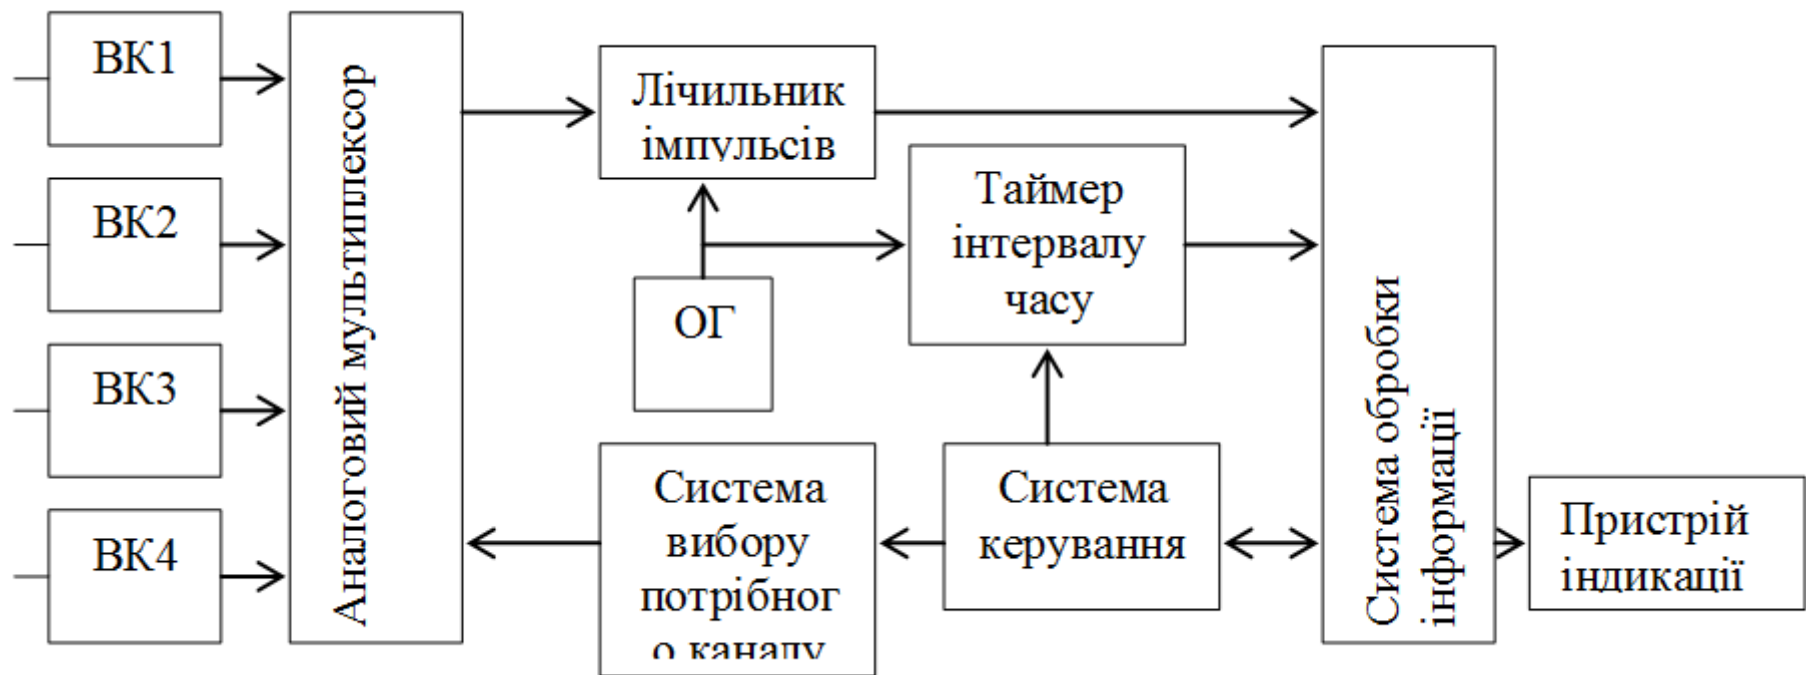 ВК1
ВК2
ВК3
ВК4
Аналоговий мультиплексор
Лічильник
імпульсів
ОГ
Таймер
інтервалу
часу
Система
вибору
потрібног
о каналу
Система
керування
Система обробки
інформації
Пристрій
індикації